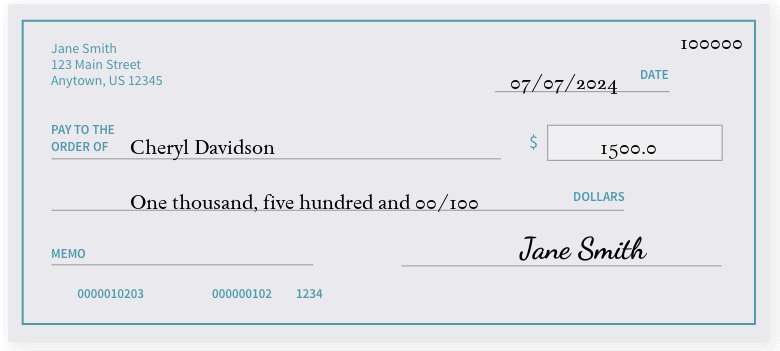 Jane Smith
100000
123 Main Street
Anytown, US 12345
07/07/2024 DATE
PAY TO THE
ORDER OF Cheryl Davidson $ 1500.0
One thousand, five hundred and 00/100 DOLLARS
MEMO Jane Smith
0000010203 000000102 1234